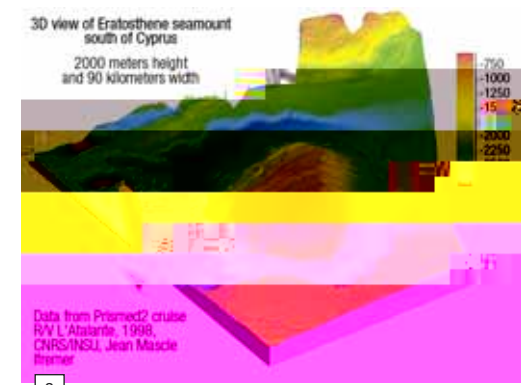 3D view of Eratosthene seamount
south of Cyprus
2000 meters height
and 90 kilometers width
-750
-1000
-1250
-15
-2000
-2250
Data from Prismed2 cruise
R/V L'Atalante, 1998,
CNRS/INSU, Jean Mascle
Ifremer